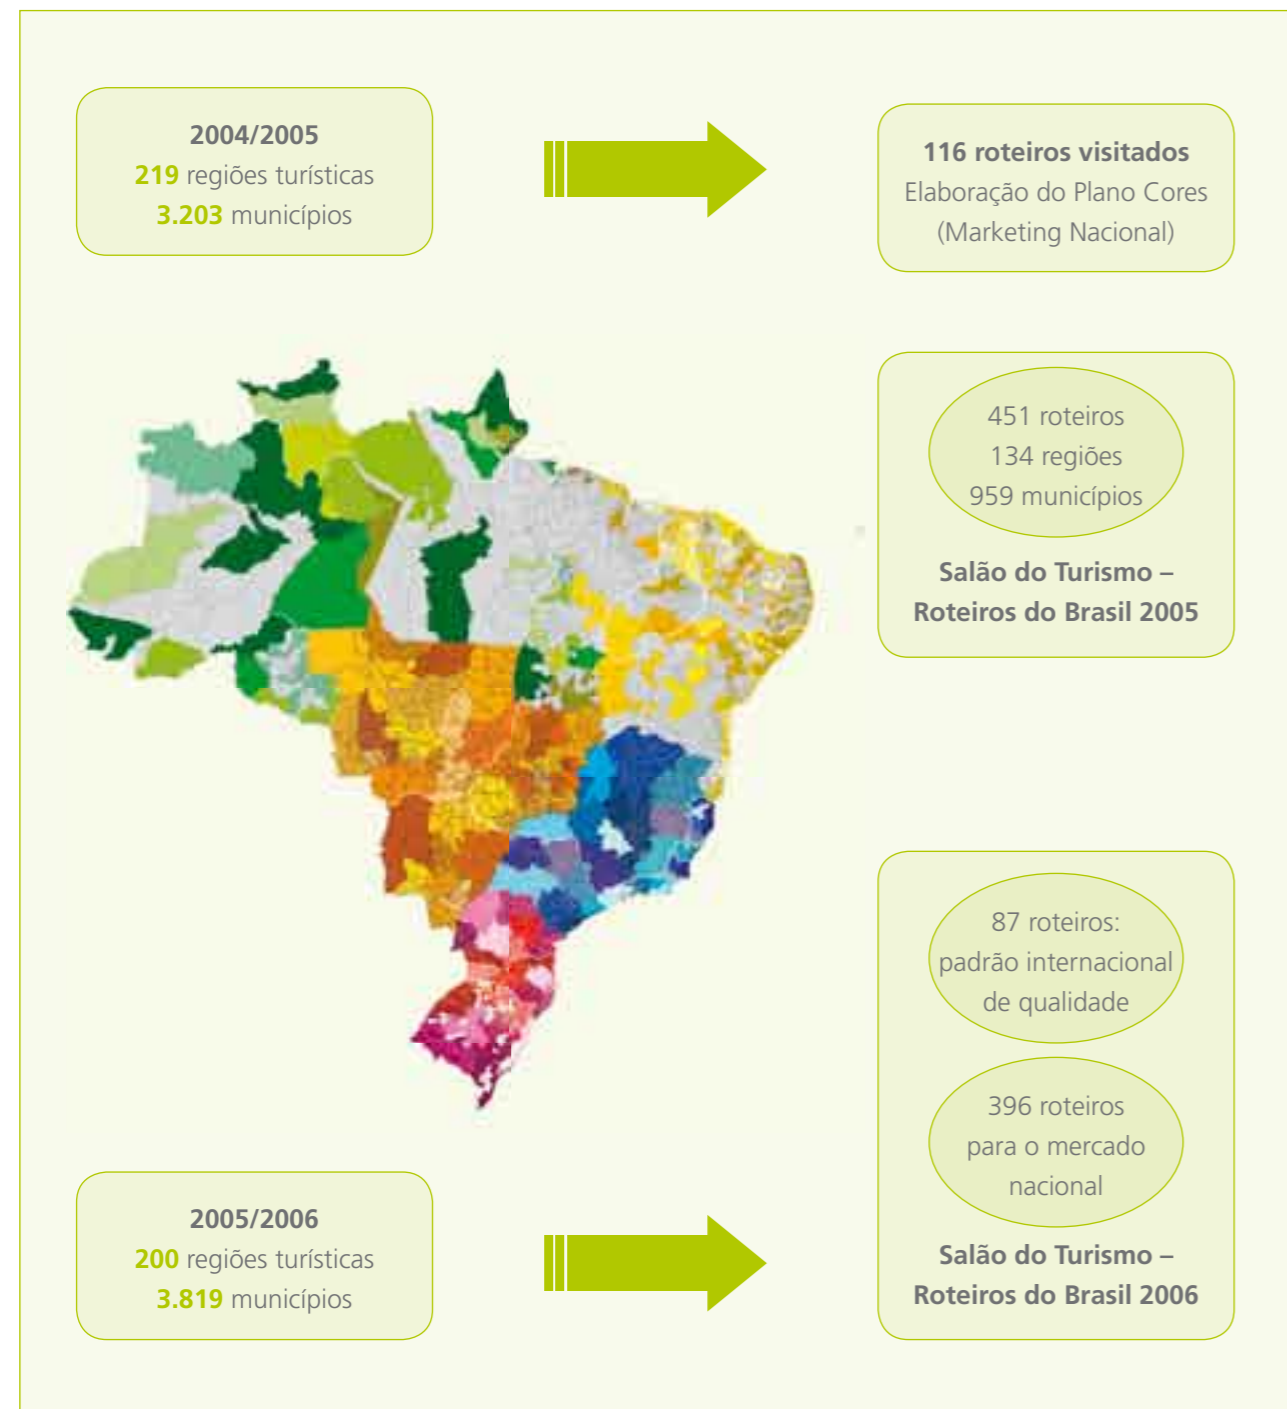 2004/2005
219 regiões turísticas
3.203 municípios
116 roteiros visitados
Elaboração do Plano Cores
(Marketing Nacional)
451 roteiros
134 regiões
959 municípios
Salão do Turismo –
Roteiros do Brasil 2005
87 roteiros:
padrão internacional
de qualidade
396 roteiros
para o mercado
nacional
Salão do Turismo –
Roteiros do Brasil 2006
2005/2006
200 regiões turísticas
3.819 municípios